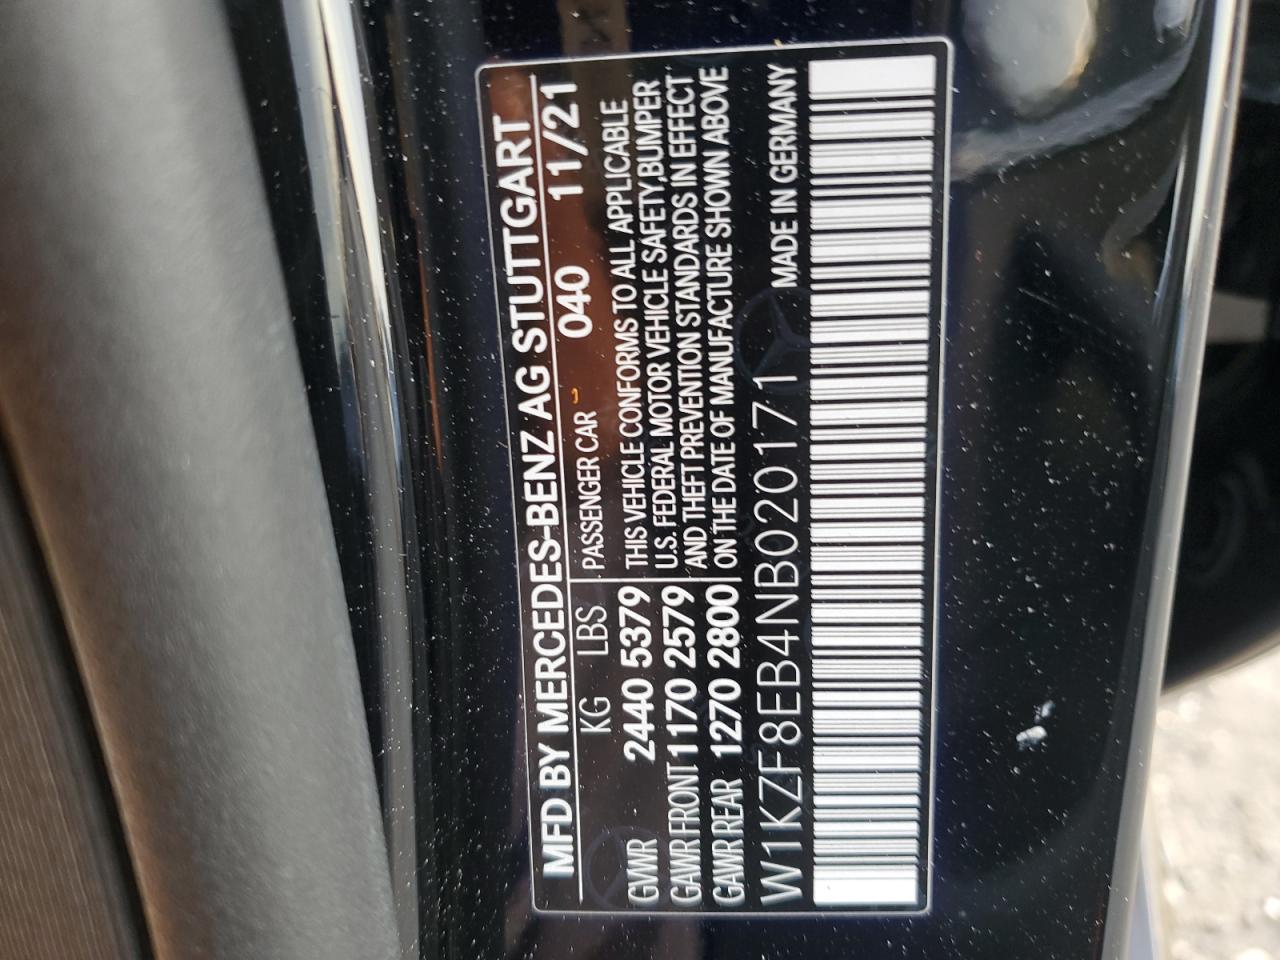 MFD BY MERCEDES-BENZ AG STUTTGART
KG LBS PASSENGER CAR 040 11/21
GVWR 2440 5379 THIS VEHICLE CONFORMS TO ALL APPLICABLE
GAWR FRONT 1170 2579 U.S. FEDERAL MOTOR VEHICLE SAFETY,BUMPER
AND THEFT PREVENTION STANDARDS IN EFFECT
GAWR REAR 1270 2800 ON THE DATE OF MANUFACTURE SHOWN ABOVE
W1KZF8EB4NB020171 MADE IN GERMANY